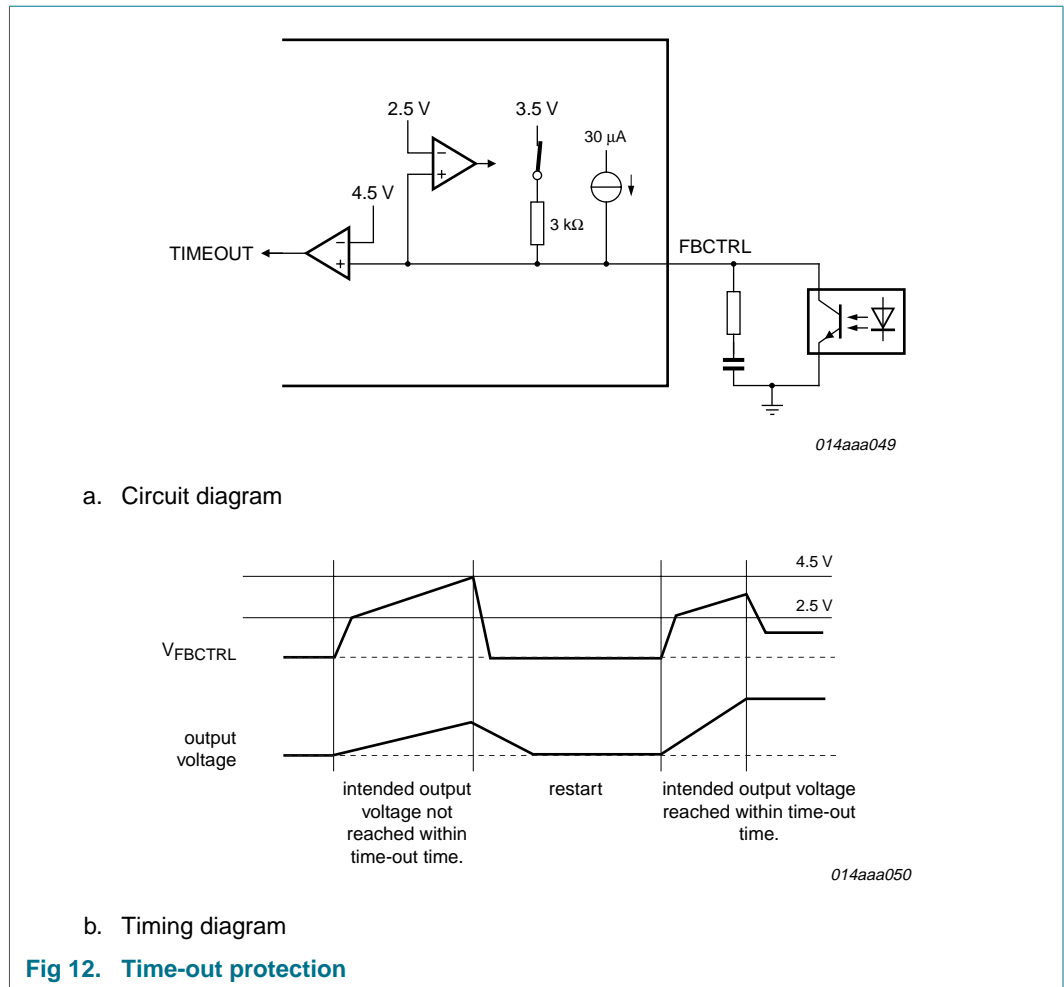 2.5 V
3.5 V
30 μA
4.5 V
3 kΩ
TIMEOUT
FBCTRL
014aaa049
a. Circuit diagram
4.5 V
2.5 V
VFBCTRL
output
voltage
intended output
voltage not
reached within
time-out time.
restart
intended output voltage
reached within time-out
time.
014aaa050
b. Timing diagram
Fig 12. Time-out protection